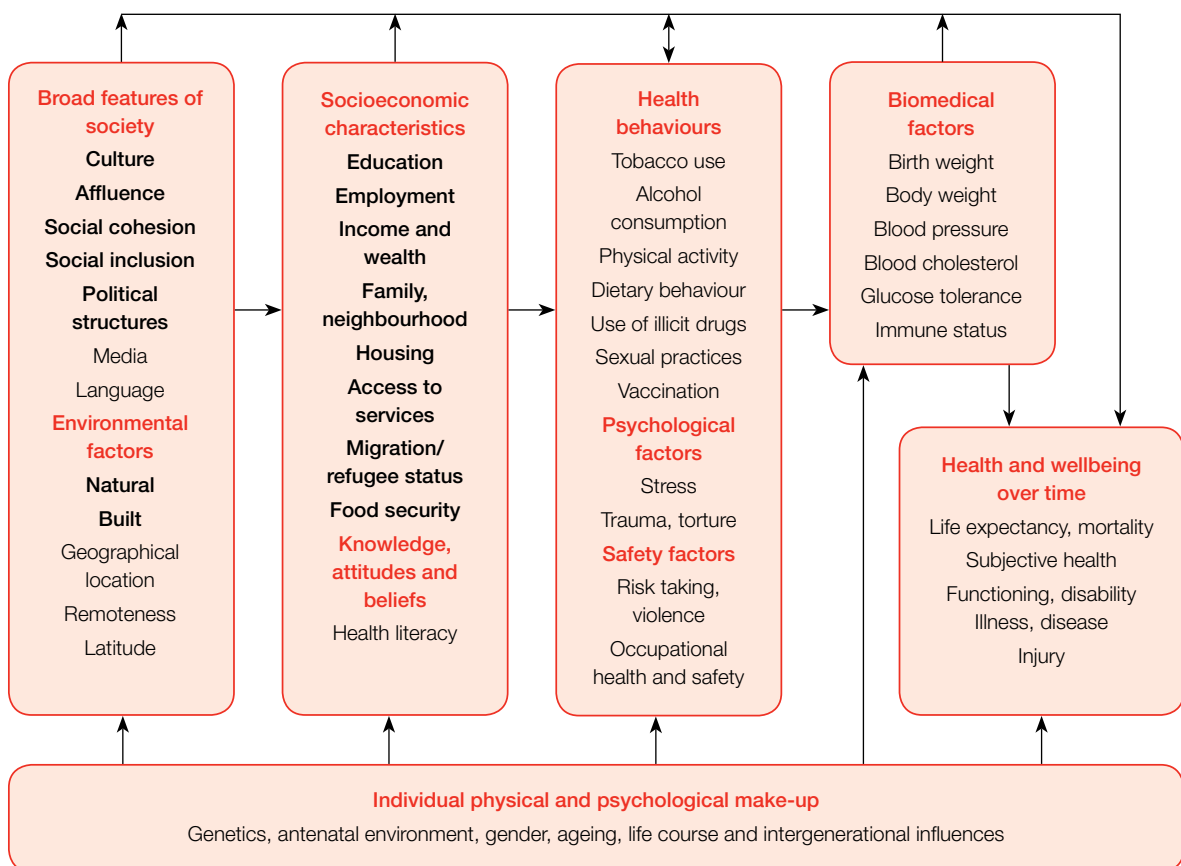 Broad features of
society
Culture
Affluence
Social cohesion
Social inclusion
Political
structures
Media
Language
Environmental
factors
Natural
Built
Geographical
location
Remoteness
Latitude
Socioeconomic
characteristics
Education
Employment
Income and
wealth
Family,
neighbourhood
Housing
Access to
services
Migration/
refugee status
Food security
Knowledge,
attitudes and
beliefs
Health literacy
Health
behaviours
Tobacco use
Alcohol
consumption
Physical activity
Dietary behaviour
Use of illicit drugs
Sexual practices
Vaccination
Psychological
factors
Stress
Trauma, torture
Safety factors
Risk taking,
violence
Occupational
health and safety
Biomedical
factors
Birth weight
Body weight
Blood pressure
Blood cholesterol
Glucose tolerance
Immune status
Health and wellbeing
over time
Life expectancy, mortality
Subjective health
Functioning, disability
Illness, disease
Injury
Individual physical and psychological make-up
Genetics, antenatal environment, gender, ageing, life course and intergenerational influences